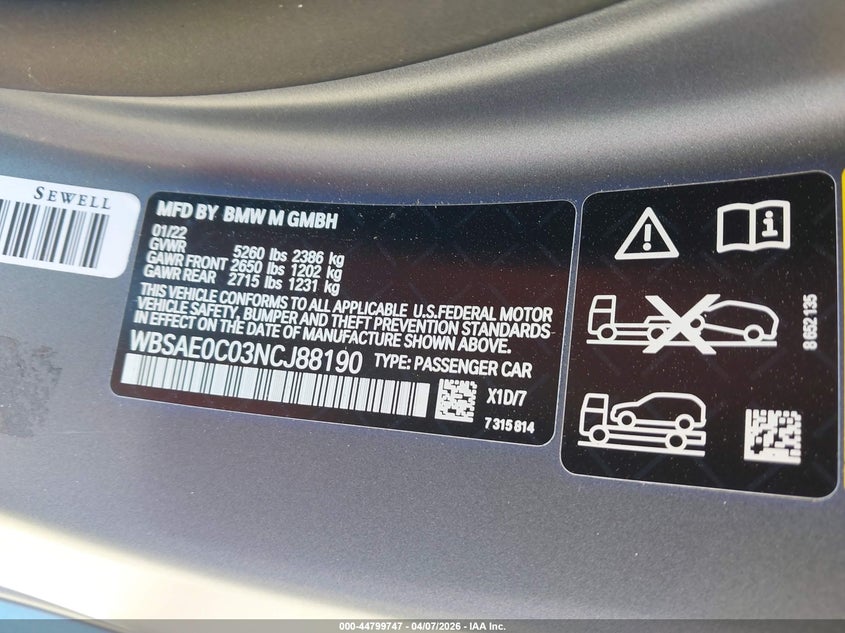 SEWELL
MFD BY BMW M GMBH
01/22
GVWR 5260 lbs 2386 kg
GAWR FRONT 2650 lbs 1202 kg
GAWR REAR 2715 lbs 1231 kg
THIS VEHICLE CONFORMS TO ALL APPLICABLE U.S.FEDERAL MOTOR
VEHICLE SAFETY, BUMPER AND THEFT PREVENTION STANDARDS
IN EFFECT ON THE DATE OF MANUFACTURE SHOWN ABOVE.
WBSAE0C03NCJ88190 TYPE: PASSENGER CAR
X1D/7
7315814
8 652 135
000-44799747 - 04/07/2026 - IAA Inc.